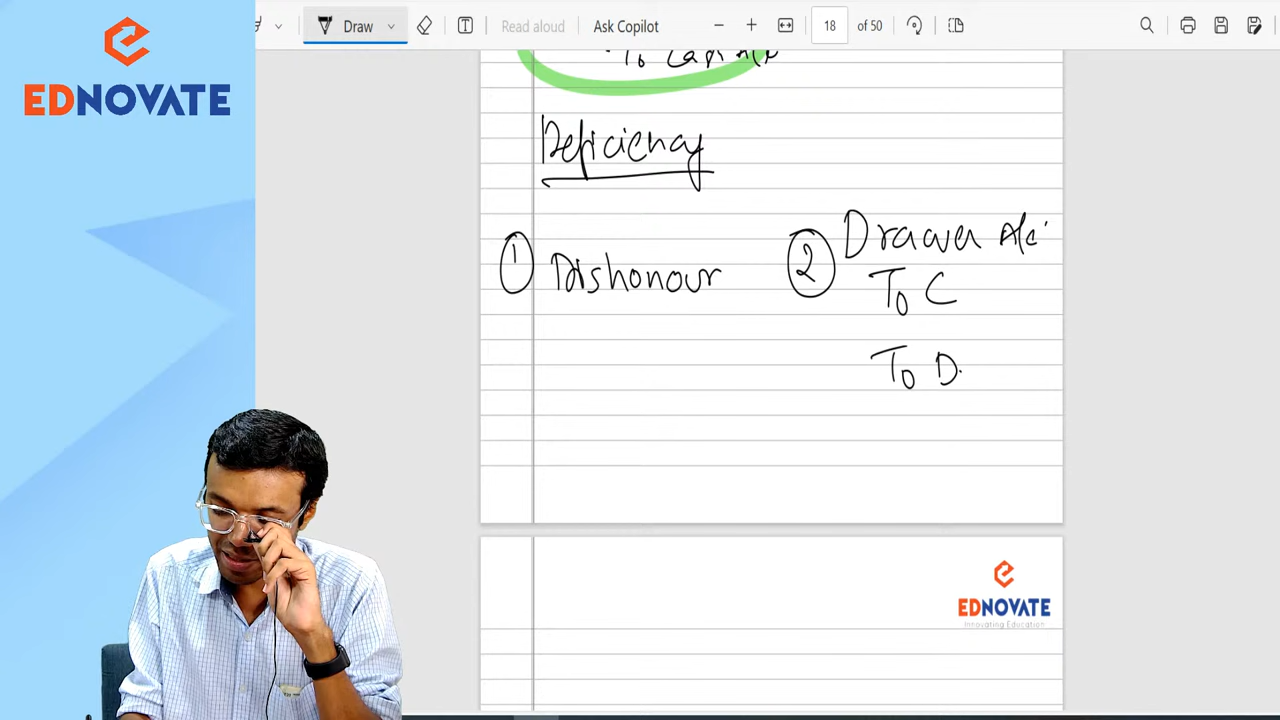 EDNOVATE
Draw
Read aloud
Ask Copilot
18
of 50
Deficiency
① Dishonour
② Drawer A/c
To C
To D.
EDNOVATE
Innovating Education